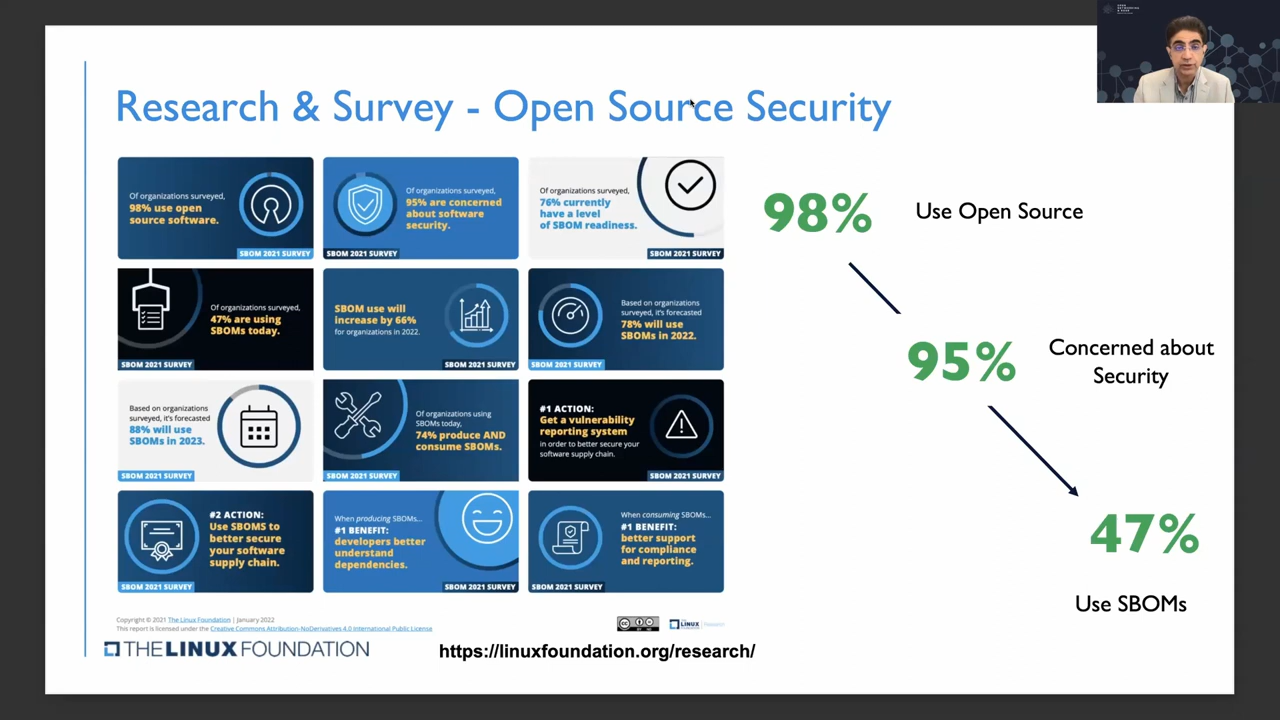 Research & Survey - Open Source Security
Of organizations surveyed,
98% use open
source software.
SBOM 2021 SURVEY
Of organizations surveyed,
95% are concerned
about software
security.
SBOM 2021 SURVEY
Of organizations surveyed,
76% currently
have a level
of SBOM readiness.
SBOM 2021 SURVEY
Of organizations surveyed,
47% are using
SBOMs today.
SBOM 2021 SURVEY
SBOM use will
increase by 66%
for organizations in 2022.
SBOM 2021 SURVEY
Based on organizations
surveyed, it's forecasted
78% will use
SBOMs in 2022.
SBOM 2021 SURVEY
Based on organizations
surveyed, it's forecasted
88% will use
SBOMs in 2023.
SBOM 2021 SURVEY
Of organizations using
SBOMs today,
74% produce AND
consume SBOMs.
SBOM 2021 SURVEY
#1 ACTION:
Get a vulnerability
reporting system
in order to better secure your
software supply chain.
SBOM 2021 SURVEY
#2 ACTION:
Use SBOMS to
better secure
your software
supply chain.
SBOM 2021 SURVEY
When producing SBOMs...
#1 BENEFIT:
developers better
understand
dependencies.
SBOM 2021 SURVEY
When consuming SBOMs...
#1 BENEFIT:
better support
for compliance
and reporting.
SBOM 2021 SURVEY
98%
Use Open Source
95%
Concerned about
Security
47%
Use SBOMs
Copyright © 2021 The Linux Foundation | January 2022
This report is licensed under the Creative Commons Attribution-NoDerivatives 4.0 International Public License
THE LINUX FOUNDATION
https://linuxfoundation.org/research/